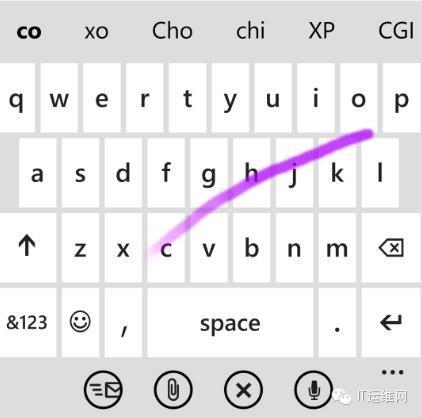 co xo Cho chi XP CGI
q w e r t y u i o p
a s d f g h j k l
z x c v b n m
&123 , space .
IT运维网